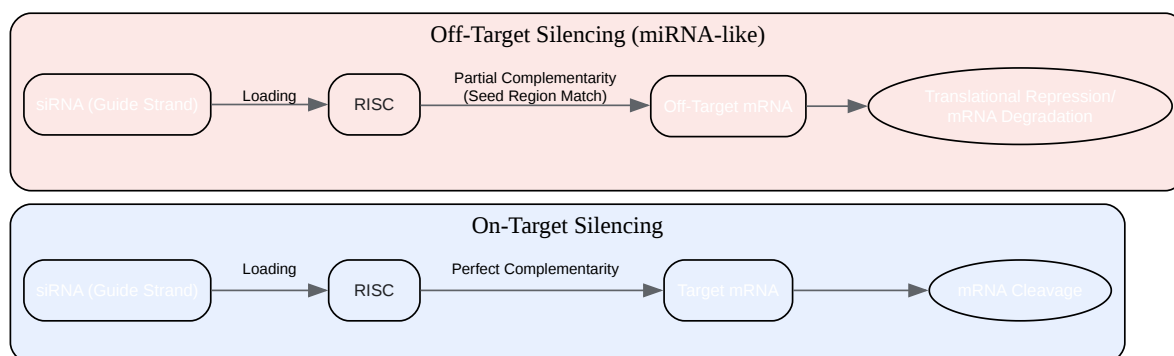 Off-Target Silencing (miRNA-like)
siRNA (Guide Strand)
Loading
RISC
Partial Complementarity
(Seed Region Match)
Off-Target mRNA
Translational Repression/
mRNA Degradation
On-Target Silencing
siRNA (Guide Strand)
Loading
RISC
Perfect Complementarity
Target mRNA
mRNA Cleavage